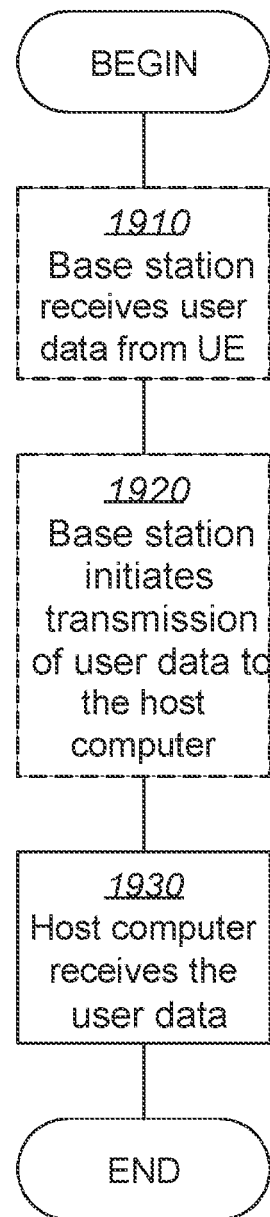 BEGIN
1910
Base station
receives user
data from UE
1920
Base station
initiates
transmission
of user data to
the host
computer
1930
Host computer
receives the
user data
END